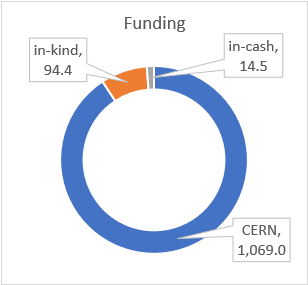 Funding
in-kind,
94.4
in-cash,
14.5
CERN,
1,069.0